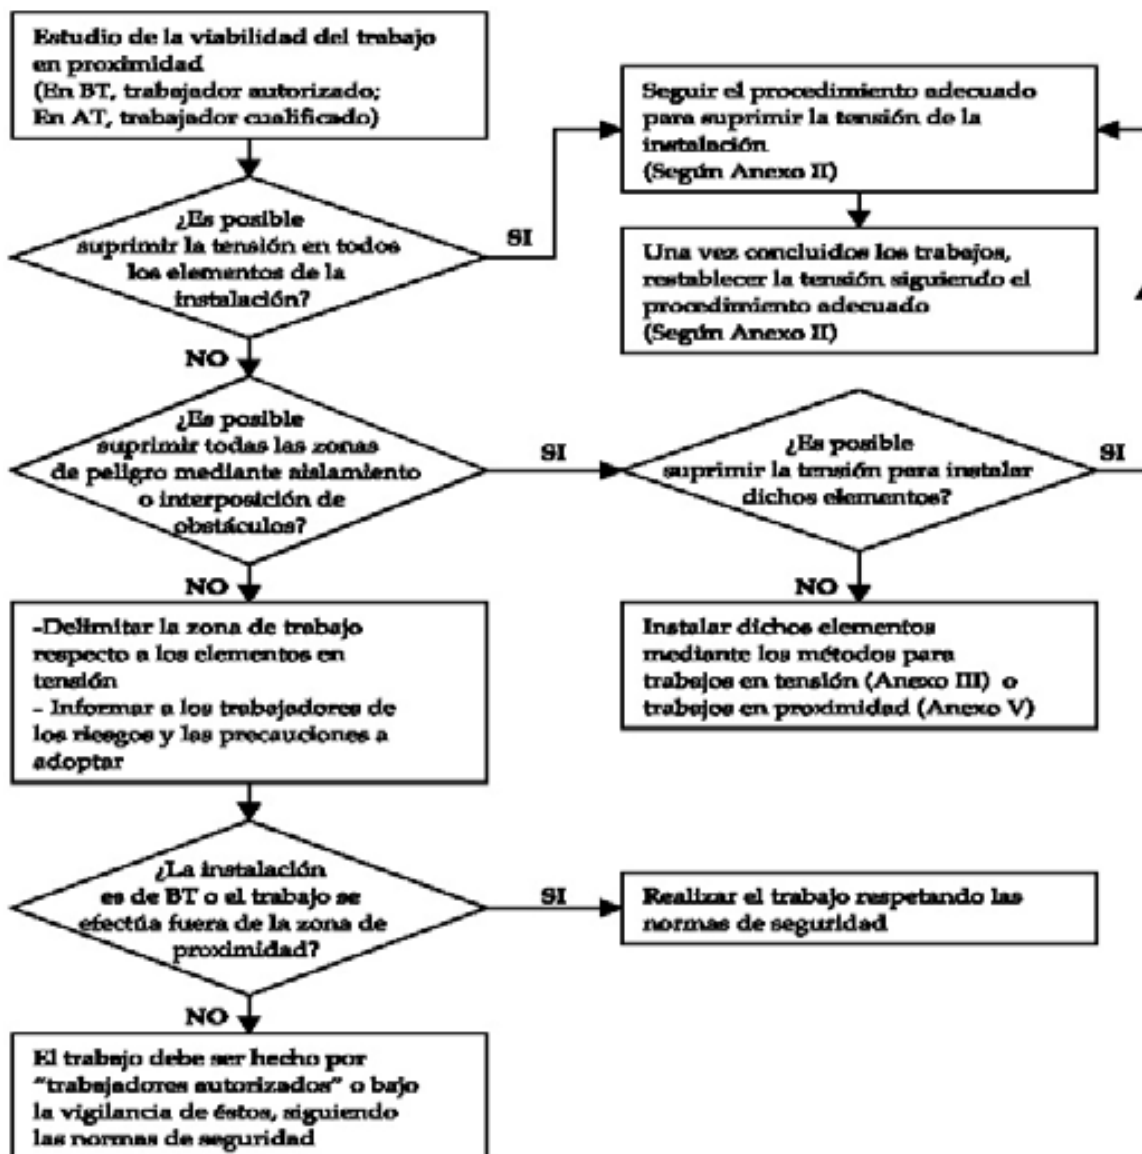 Estudio de la viabilidad del trabajo
en proximidad
(En BT, trabajador autorizado;
En AT, trabajador cualificado)
¿Es posible
suprimir la tensión en todos
los elementos de la
instalación?
SI
Seguir el procedimiento adecuado
para suprimir la tensión de la
instalación
(Según Anexo II)
Una vez concluidos los trabajos,
restablecer la tensión siguiendo el
procedimiento adecuado
(Según Anexo II)
NO
¿Es posible
suprimir todas las zonas
de peligro mediante aislamiento
o interposición de
obstáculos?
SI
¿Es posible
suprimir la tensión para instalar
dichos elementos?
SI
NO
NO
-Delimitar la zona de trabajo
respecto a los elementos en
tensión
- Informar a los trabajadores de
los riesgos y las precauciones a
adoptar
Instalar dichos elementos
mediante los métodos para
trabajos en tensión (Anexo III) o
trabajos en proximidad (Anexo V)
¿La instalación
es de BT o el trabajo se
efectúa fuera de la zona de
proximidad?
SI
Realizar el trabajo respetando las
normas de seguridad
NO
El trabajo debe ser hecho por
"trabajadores autorizados" o bajo
la vigilancia de éstos, siguiendo
las normas de seguridad